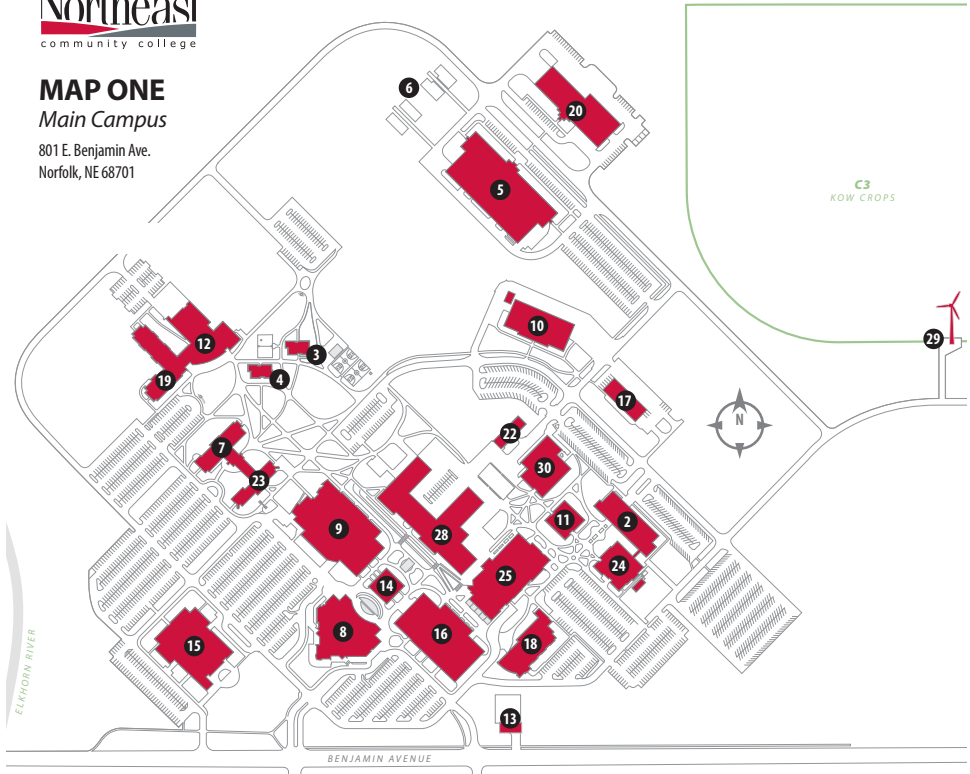 Northeast
community college
MAP ONE
Main Campus
801 E. Benjamin Ave.
Norfolk, NE 68701
6
20
5
C3
KOW CROPS
10
29
12
3
4
19
17
N
22
7
30
23
11
2
9
28
24
25
14
8
16
18
15
ELKHORN RIVER
13
BENJAMIN AVENUE